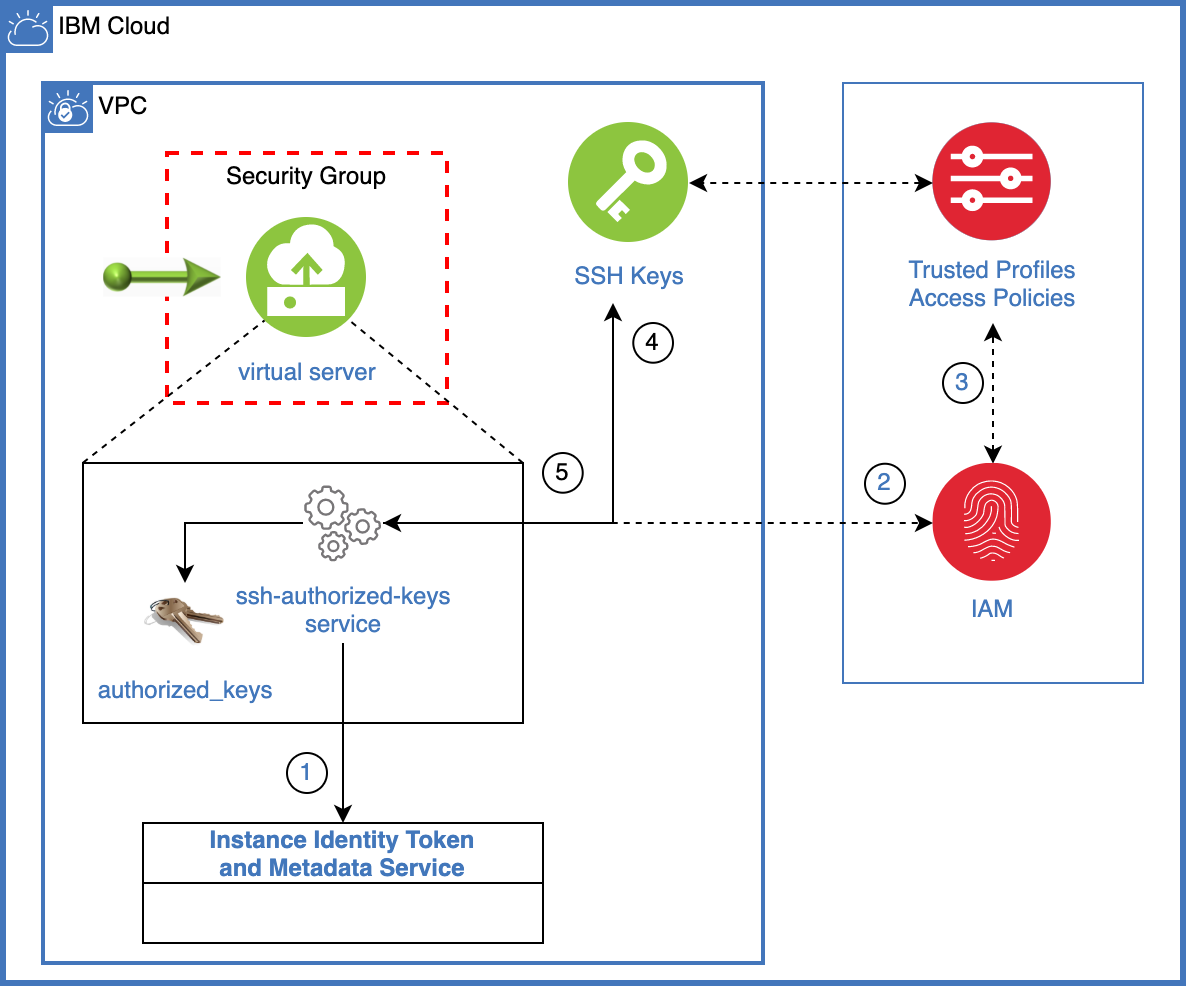 IBM Cloud
VPC
Security Group
virtual server
SSH Keys
Trusted Profiles
Access Policies
4
3
5
2
ssh-authorized-keys
service
authorized_keys
IAM
1
Instance Identity Token
and Metadata Service